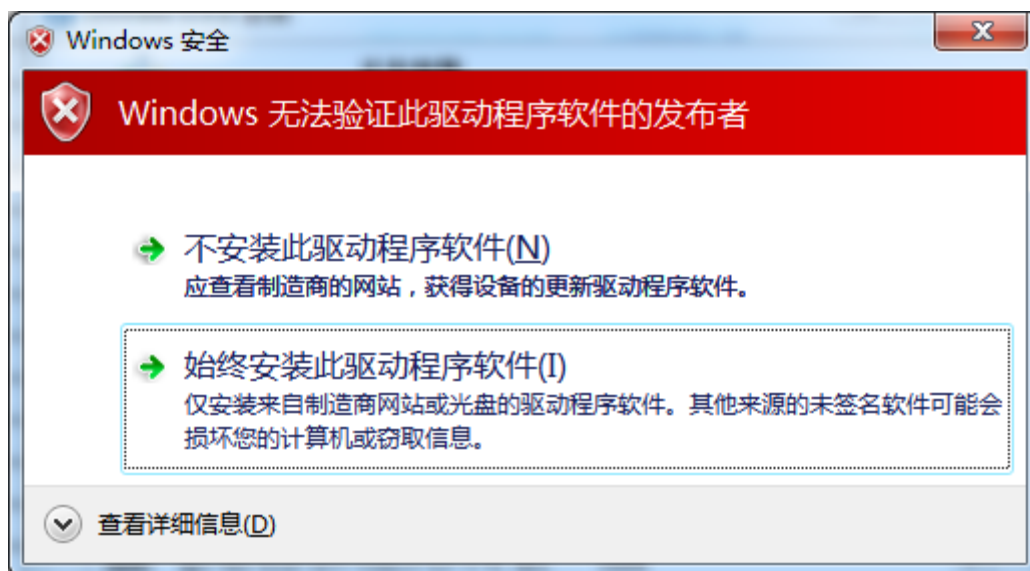 Windows 安全
Windows 无法验证此驱动程序软件的发布者
不安装此驱动程序软件(N)
应查看制造商的网站，获得设备的更新驱动程序软件。
始终安装此驱动程序软件(I)
仅安装来自制造商网站或光盘的驱动程序软件。其他来源的未签名软件可能会
损坏您的计算机或窃取信息。
查看详细信息(D)